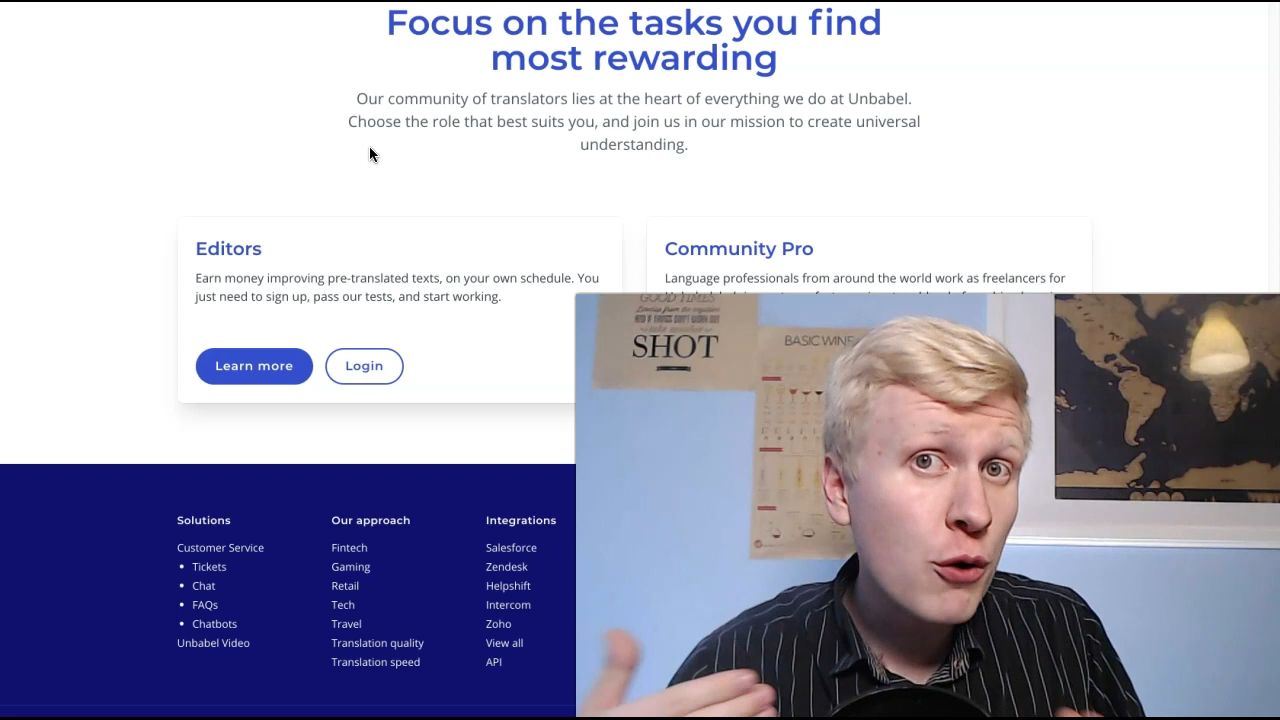 Focus on the tasks you find
most rewarding
Our community of translators lies at the heart of everything we do at Unbabel.
Choose the role that best suits you, and join us in our mission to create universal
understanding.
Editors
Earn money improving pre-translated texts, on your own schedule. You
just need to sign up, pass our tests, and start working.
Learn more
Login
Community Pro
Language professionals from around the world work as freelancers for
GOOD TIMES
SHOT
BASIC WINE
Solutions
Customer Service
• Tickets
• Chat
• FAQs
• Chatbots
Unbabel Video
Our approach
Fintech
Gaming
Retail
Tech
Travel
Translation quality
Translation speed
Integrations
Salesforce
Zendesk
Helpshift
Intercom
Zoho
View all
API